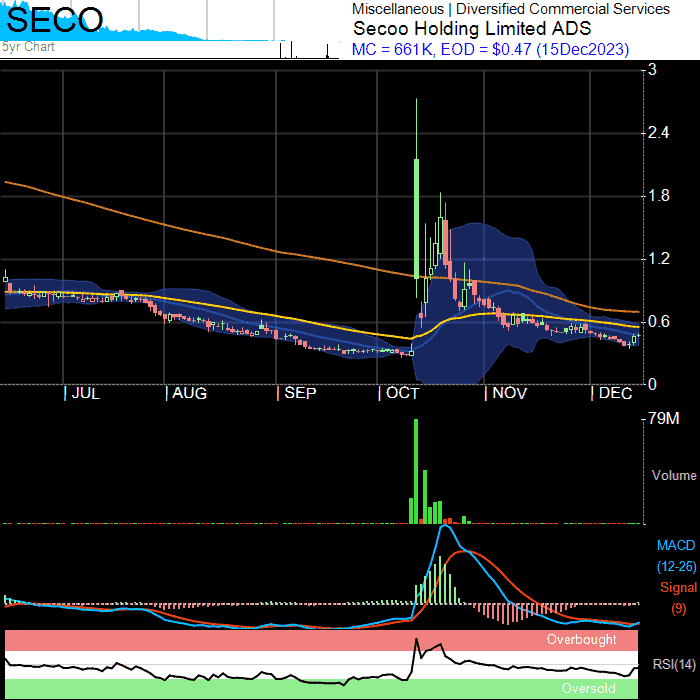 SECO
5yr Chart
Miscellaneous | Diversified Commercial Services
Secoo Holding Limited ADS
MC = 661K, EOD = $0.47 (15Dec2023)
3
2.4
1.8
1.2
0.6
0
JUL AUG SEP OCT NOV DEC
79M
Volume
MACD
(12-26)
Signal
(9)
Overbought
RSI(14)
Oversold